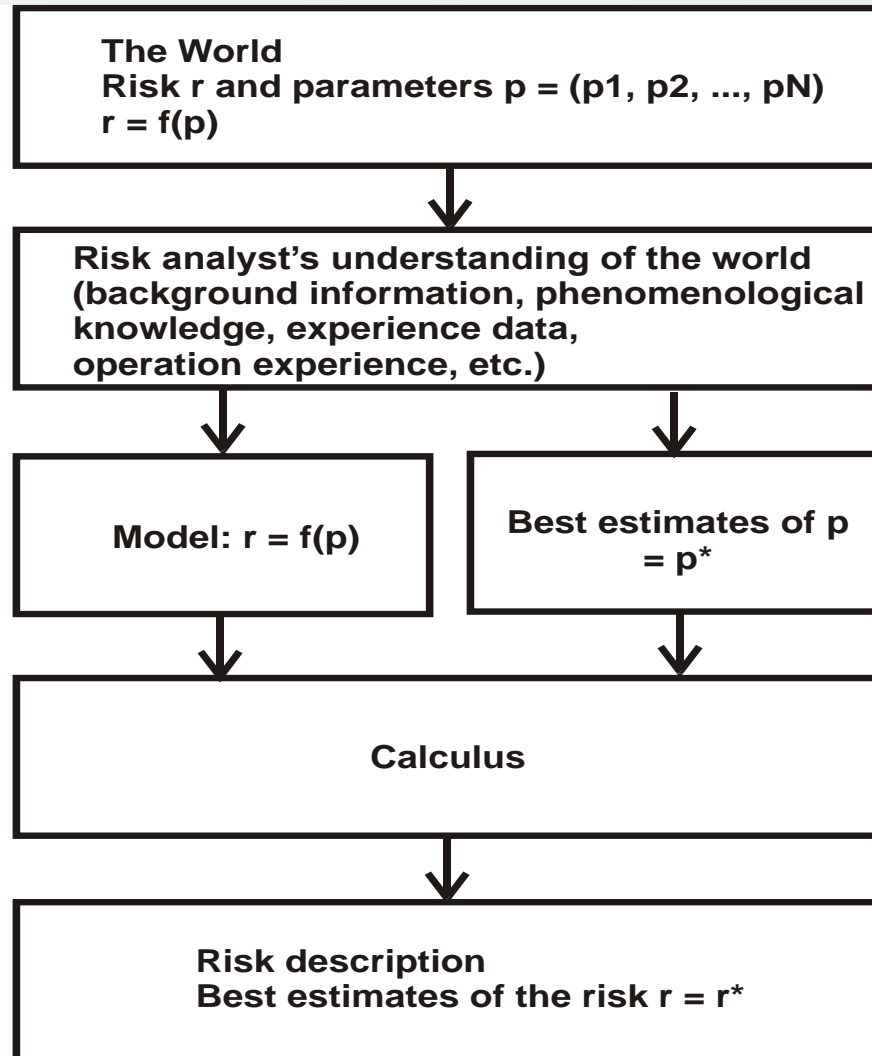 The World
Risk r and parameters p = (p1, p2, ..., pN)
r = f(p)
Risk analyst’s understanding of the world
(background information, phenomenological
knowledge, experience data,
operation experience, etc.)
Model: r = f(p)
Best estimates of p
= p*
Calculus
Risk description
Best estimates of the risk r = r*